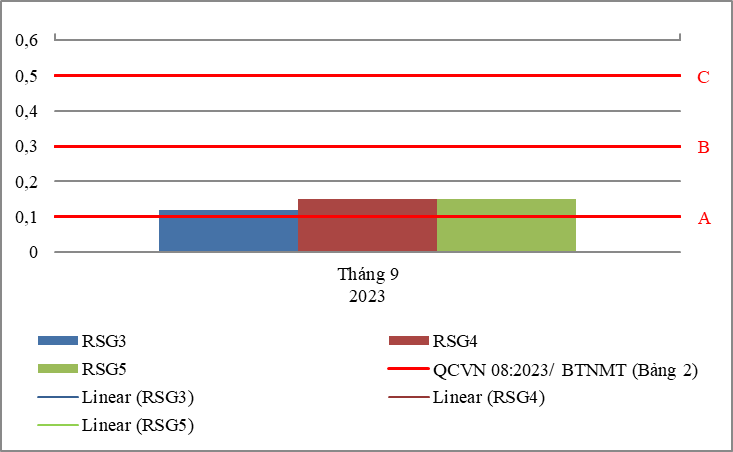 0,6
0,5
C
0,4
0,3
B
0,2
0,1
A
0
Tháng 9
2023
RSG3
RSG4
RSG5
QCVN 08:2023/ BTNMT (Bảng 2)
Linear (RSG3)
Linear (RSG4)
Linear (RSG5)